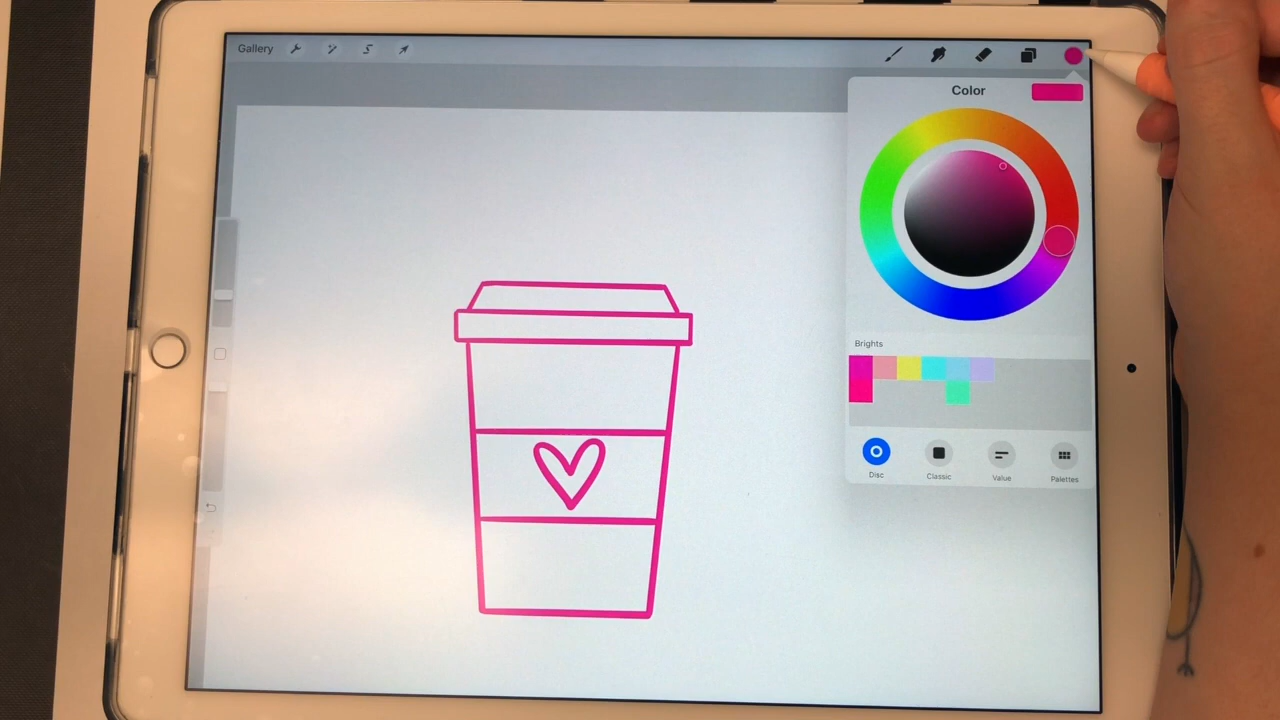 Gallery
Color
Brights
Disc
Classic
Value
Palettes